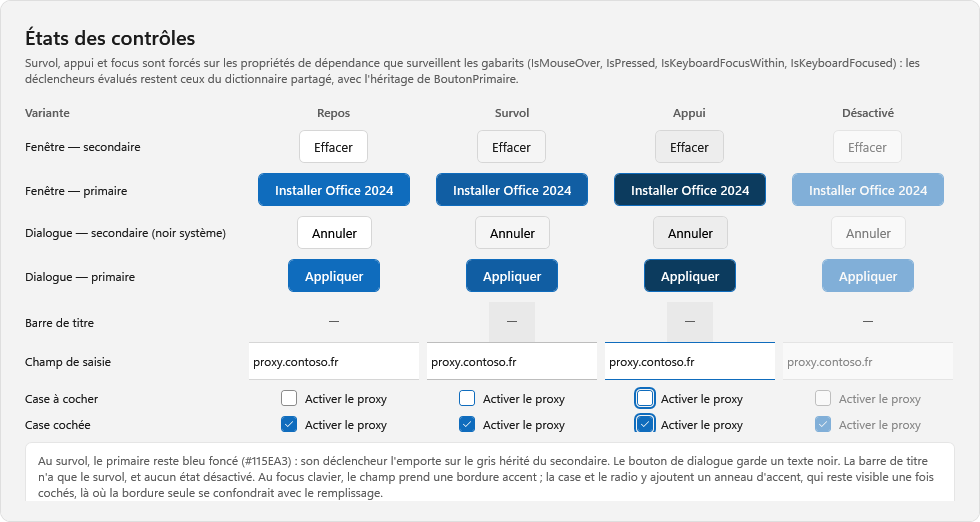 États des contrôles
Survol, appui et focus sont forcés sur les propriétés de dépendance que surveillent les gabarits (IsMouseOver, IsPressed, IsKeyboardFocusWithin, IsKeyboardFocused) : les
déclencheurs évalués restent ceux du dictionnaire partagé, avec l'héritage de BoutonPrimaire.
Variante Repos Survol Appui Désactivé
Fenêtre — secondaire Effacer Effacer Effacer Effacer
Fenêtre — primaire Installer Office 2024 Installer Office 2024 Installer Office 2024 Installer Office 2024
Dialogue — secondaire (noir système) Annuler Annuler Annuler Annuler
Dialogue — primaire Appliquer Appliquer Appliquer Appliquer
Barre de titre — — — —
Champ de saisie proxy.contoso.fr proxy.contoso.fr proxy.contoso.fr proxy.contoso.fr
Case à cocher Activer le proxy Activer le proxy Activer le proxy Activer le proxy
Case cochée Activer le proxy Activer le proxy Activer le proxy Activer le proxy
Au survol, le primaire reste bleu foncé (#115EA3) : son déclencheur l'emporte sur le gris hérité du secondaire. Le bouton de dialogue garde un texte noir. La barre de titre
n'a que le survol, et aucun état désactivé. Au focus clavier, le champ prend une bordure accent ; la case et le radio y ajoutent un anneau d'accent, qui reste visible une fois
cochés, là où la bordure seule se confondrait avec le remplissage.